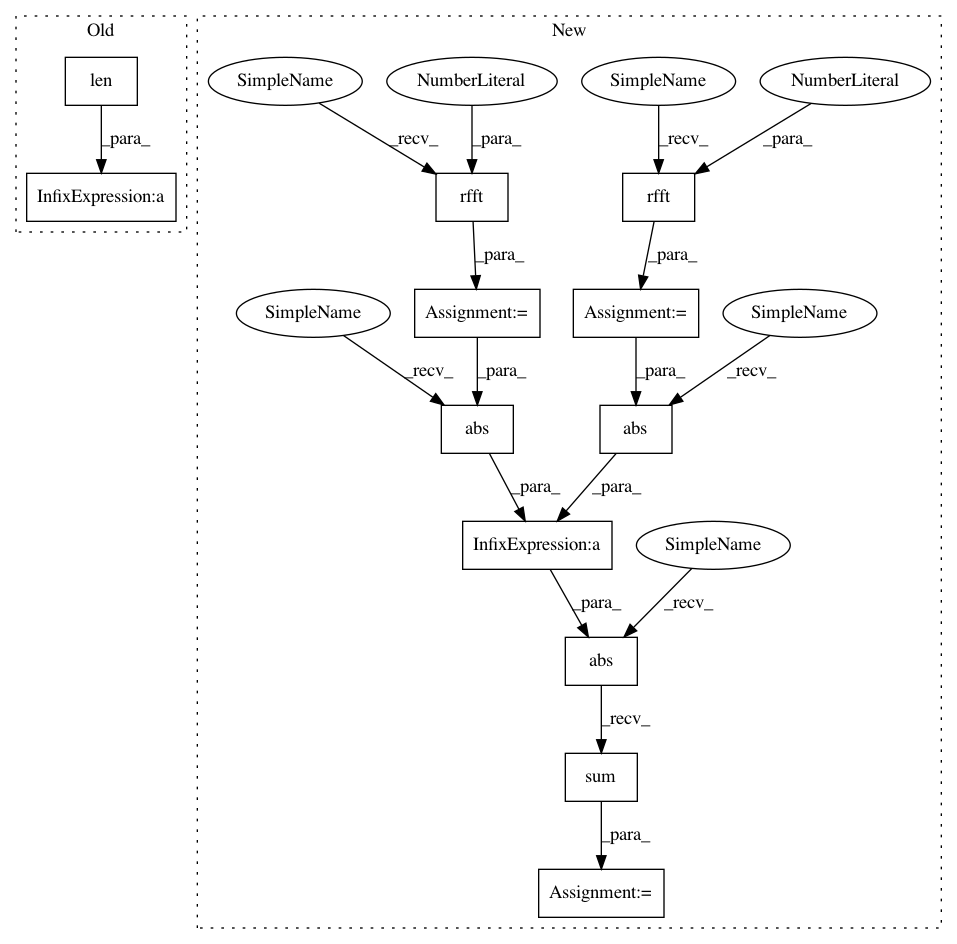 Old
New
len
SimpleName
NumberLiteral
SimpleName
NumberLiteral
_para_
_recv_
_para_
_recv_
_para_
InfixExpression:a
rfft
rfft
_para_
_para_
SimpleName
Assignment:=
Assignment:=
SimpleName
_recv_
_para_
_para_
_recv_
abs
abs
_para_
_para_
InfixExpression:a
SimpleName
_para_
_recv_
abs
_recv_
sum
_para_
Assignment:=